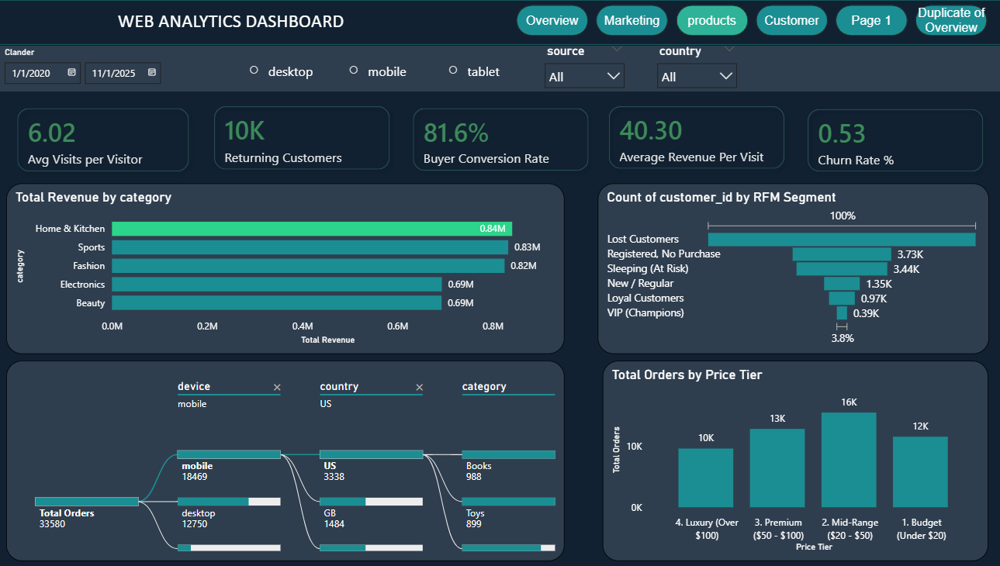 WEB ANALYTICS DASHBOARD
Overview
Marketing
products
Customer
Page 1
Duplicate of
Overview
Clander
1/1/2020
11/1/2025
desktop
mobile
tablet
source
All
country
All
6.02
Avg Visits per Visitor
10K
Returning Customers
81.6%
Buyer Conversion Rate
40.30
Average Revenue Per Visit
0.53
Churn Rate %
Total Revenue by category
category
Home & Kitchen
0.84M
Sports
0.83M
Fashion
0.82M
Electronics
0.69M
Beauty
0.69M
0.0M
0.2M
0.4M
0.6M
0.8M
Total Revenue
Count of customer_id by RFM Segment
100%
Lost Customers
Registered, No Purchase
3.73K
Sleeping (At Risk)
3.44K
New / Regular
1.35K
Loyal Customers
0.97K
VIP (Champions)
0.39K
3.8%
device
mobile
country
US
category
Total Orders
33580
mobile
18469
desktop
12750
US
3338
GB
1484
Books
988
Toys
899
Total Orders by Price Tier
Total Orders
10K
0K
10K
13K
16K
12K
4. Luxury (Over
$100)
3. Premium
($50 - $100)
2. Mid-Range
($20 - $50)
1. Budget
(Under $20)
Price Tier